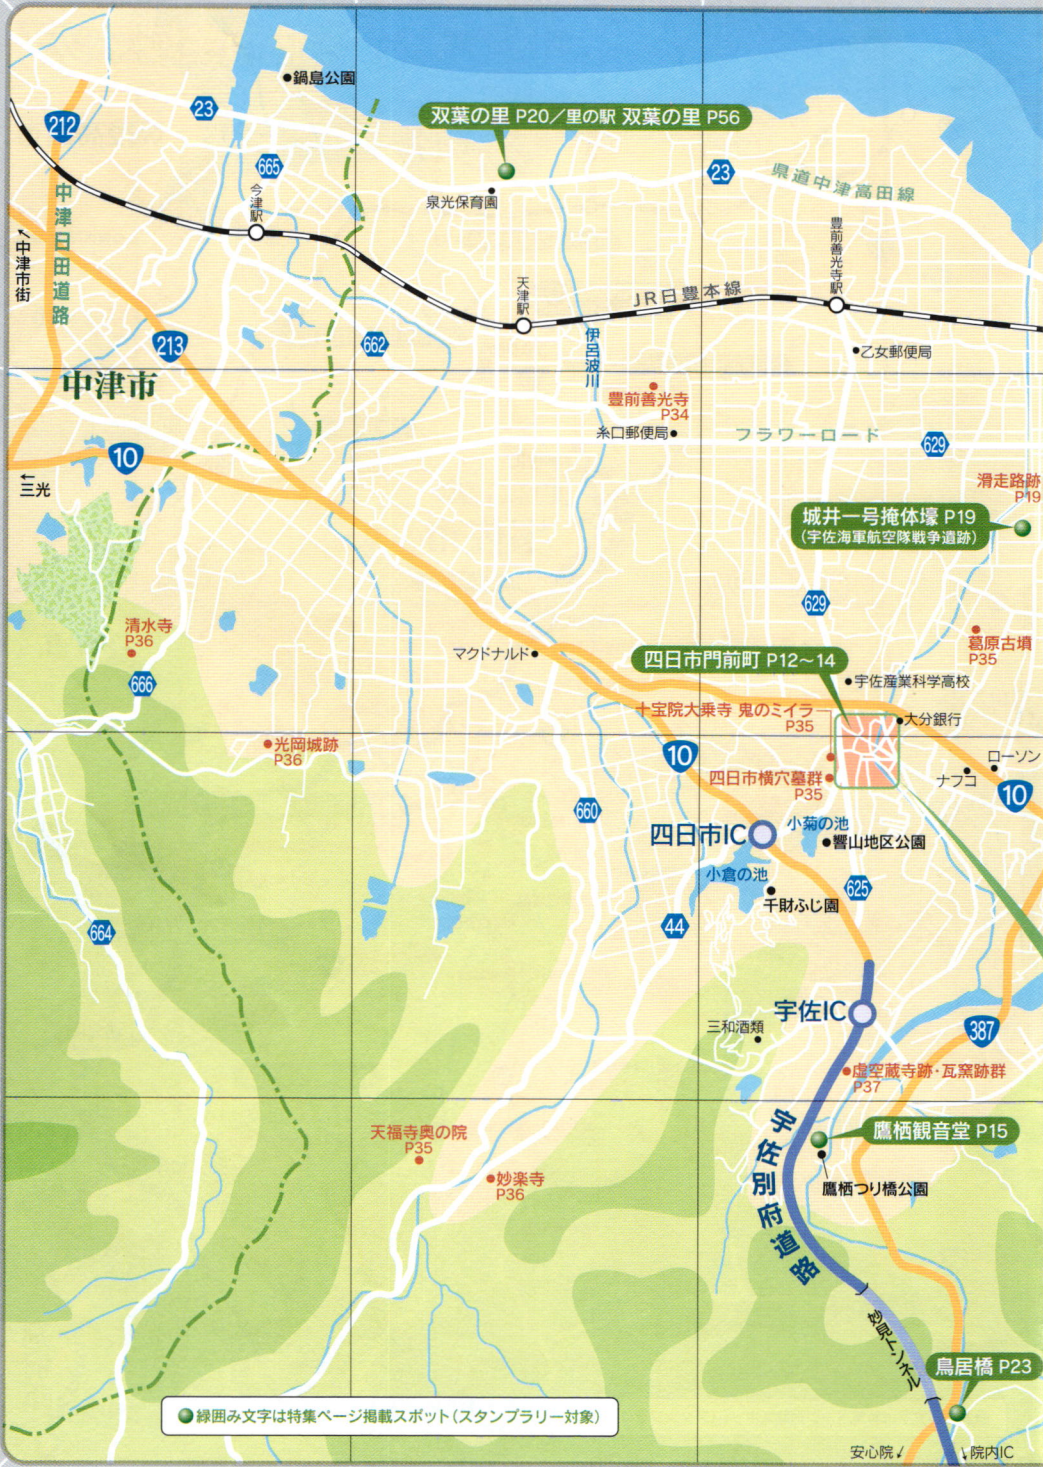 鍋島公園
23
212
双葉の里 P20／里の駅 双葉の里 P56
665
今津駅
泉光保育園
23
県道中津高田線
中津日田道路
←中津市街
豊前善光寺駅
天津駅
JR日豊本線
伊呂波川
213
662
乙女郵便局
中津市
豊前善光寺
P34
糸口郵便局
フラワーロード
629
10
←
三光
滑走路跡
P19
城井一号掩体壕 P19
（宇佐海軍航空隊戦争遺跡）
629
清水寺
P36
葛原古墳
P35
マクドナルド
四日市門前町 P12～14
宇佐産業科学高校
666
十宝院大乗寺 鬼のミイラ
P35
大分銀行
光岡城跡
P36
10
ローソン
ナフコ
四日市横穴墓群
P35
10
660
四日市IC
小菊の池
響山地区公園
小倉の池
625
千財ふじ園
44
664
宇佐IC
三和酒類
387
虚空蔵寺跡・瓦窯跡群
P37
宇佐別府道路
鷹栖観音堂 P15
天福寺奥の院
P35
妙楽寺
P36
鷹栖つり橋公園
妙見トンネル
鳥居橋 P23
緑囲み文字は特集ページ掲載スポット（スタンプラリー対象）
安心院↙
↘院内IC